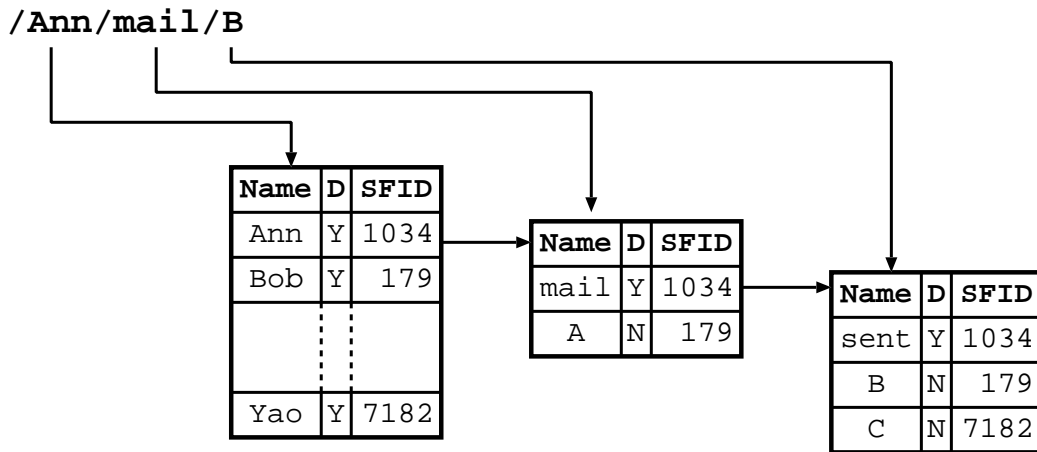 /Ann/mail/B
Name D SFID
Ann Y 1034
Bob Y 179
Yao Y 7182
Name D SFID
mail Y 1034
A N 179
Name D SFID
sent Y 1034
B N 179
C N 7182